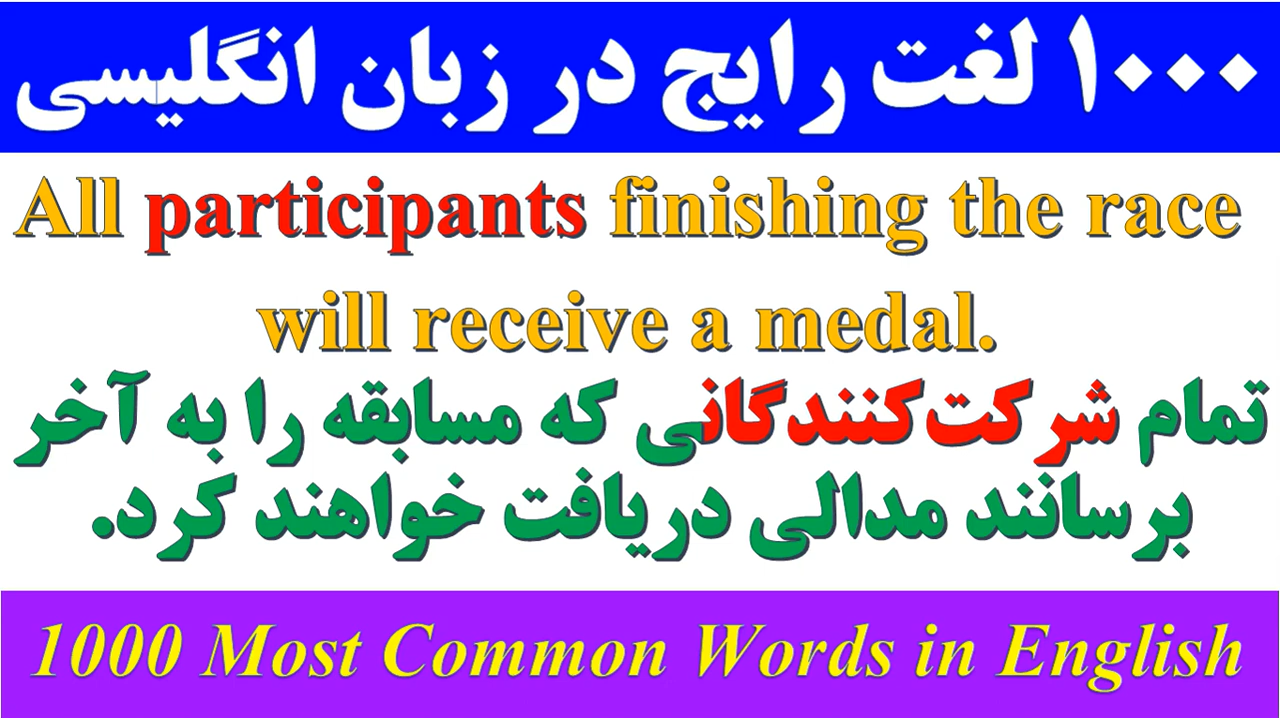 ۱۰۰۰ لغت رایج در زبان انگلیسی
All participants finishing the race
will receive a medal.
تمام شرکت‌کنندگانی که مسابقه را به آخر
برسانند مدالی دریافت خواهند کرد.
1000 Most Common Words in English